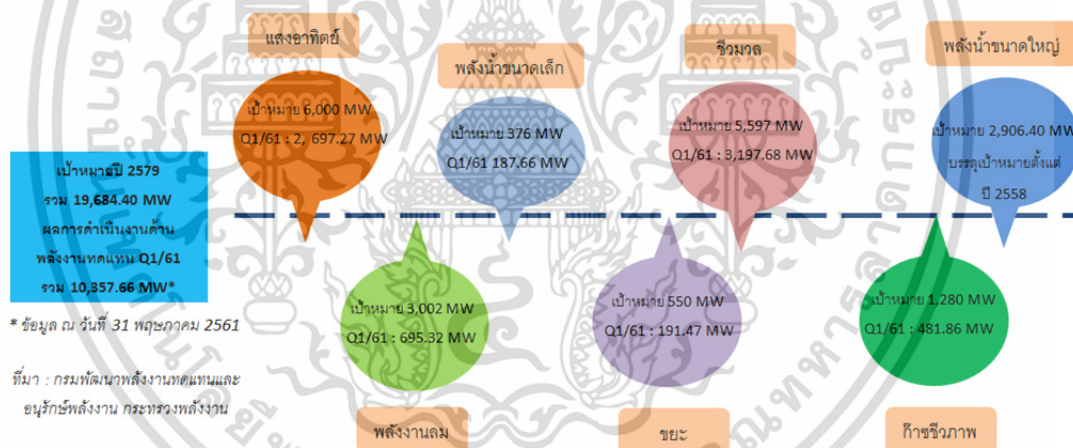 แสงอาทิตย์
เป้าหมาย 6,000 MW
Q1/61 : 2, 697.27 MW
พลังน้ำขนาดเล็ก
เป้าหมาย 376 MW
Q1/61 187.66 MW
ชีวมวล
เป้าหมาย 5,597 MW
Q1/61 : 3,197.68 MW
พลังน้ำขนาดใหญ่
เป้าหมาย 2,906.40 MW
บรรลุเป้าหมายตั้งแต่
ปี 2558
เป้าหมายปี 2579
รวม 19,684.40 MW
ผลการดำเนินงานด้าน
พลังงานทดแทน Q1/61
รวม 10,357.66 MW*
* ข้อมูล ณ วันที่ 31 พฤษภาคม 2561
ที่มา : กรมพัฒนาพลังงานทดแทนและ
อนุรักษ์พลังงาน กระทรวงพลังงาน
เป้าหมาย 3,002 MW
Q1/61 : 695.32 MW
พลังงานลม
เป้าหมาย 550 MW
Q1/61 : 191.47 MW
ขยะ
เป้าหมาย 1,280 MW
Q1/61 : 481.86 MW
ก๊าซชีวภาพ